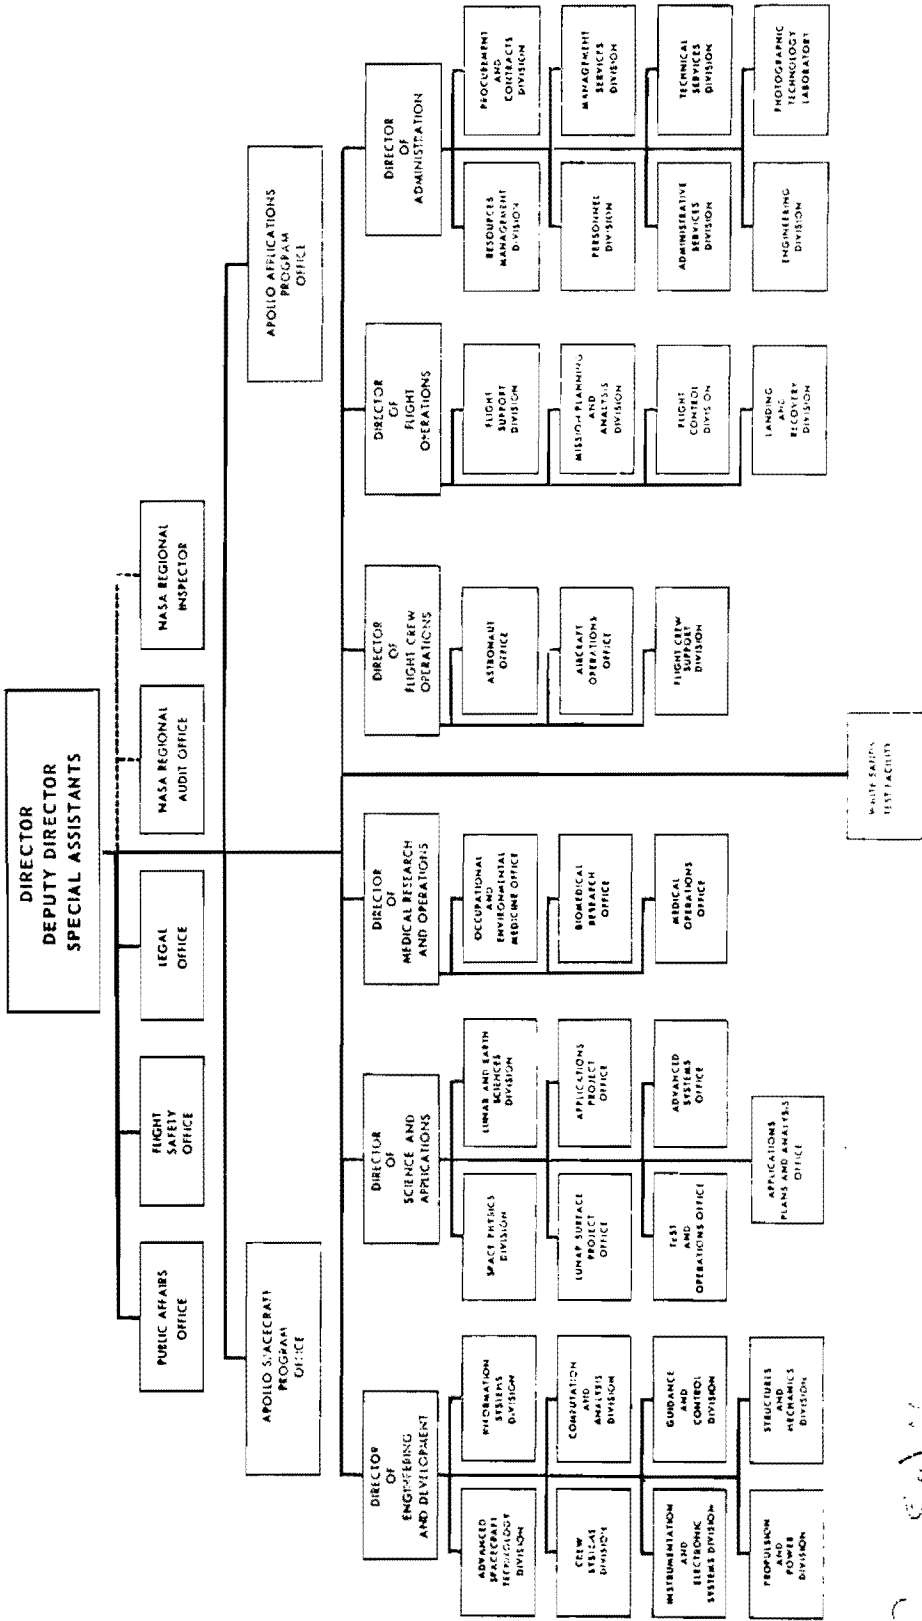 DIRECTOR
DEPUTY DIRECTOR
SPECIAL ASSISTANTS
PUBLIC AFFAIRS
OFFICE
FLIGHT
SAFETY
OFFICE
LEGAL
OFFICE
NASA REGIONAL
AUDIT OFFICE
NASA REGIONAL
INSPECTOR
APOLLO SPACECRAFT
PROGRAM
OFFICE
APOLLO APPLICATIONS
PROGRAM
OFFICE
DIRECTOR
OF
ENGINEERING
AND DEVELOPMENT
ADVANCED
SPACECRAFT
TECHNOLOGY
DIVISION
INFORMATION
SYSTEMS
DIVISION
CREW
SYSTEMS
DIVISION
COMPUTATION
AND
ANALYSIS
DIVISION
INSTRUMENTATION
AND
ELECTRONIC
SYSTEMS DIVISION
GUIDANCE
AND
CONTROL
DIVISION
PROPULSION
AND
POWER
DIVISION
STRUCTURES
AND
MECHANICS
DIVISION
DIRECTOR
OF
SCIENCE AND
APPLICATIONS
SPACE PHYSICS
DIVISION
LUNAR AND EARTH
SCIENCES
DIVISION
LUNAR SURFACE
PROJECT
OFFICE
APPLICATIONS
PROJECT
OFFICE
TEST
AND
OPERATIONS OFFICE
ADVANCED
SYSTEMS
OFFICE
APPLICATIONS
PLANS AND ANALYSIS
OFFICE
DIRECTOR
OF
MEDICAL RESEARCH
AND OPERATIONS
OCCUPATIONAL
AND
ENVIRONMENTAL
MEDICINE OFFICE
BIOMEDICAL
RESEARCH
OFFICE
MEDICAL
OPERATIONS
OFFICE
WHITE SANDS
TEST FACILITY
DIRECTOR
OF
FLIGHT CREW
OPERATIONS
ASTRONAUT
OFFICE
AIRCRAFT
OPERATIONS
OFFICE
FLIGHT CREW
SUPPORT
DIVISION
DIRECTOR
OF
FLIGHT
OPERATIONS
FLIGHT
SUPPORT
DIVISION
MISSION PLANNING
AND
ANALYSIS
DIVISION
FLIGHT
CONTROL
DIVISION
LANDING
AND
RECOVERY
DIVISION
DIRECTOR
OF
ADMINISTRATION
RESOURCES
MANAGEMENT
DIVISION
PROCUREMENT
AND
CONTRACTS
DIVISION
PERSONNEL
DIVISION
MANAGEMENT
SERVICES
DIVISION
ADMINISTRATIVE
SERVICES
DIVISION
TECHNICAL
SERVICES
DIVISION
ENGINEERING
DIVISION
PHOTOGRAPHIC
TECHNOLOGY
LABORATORY